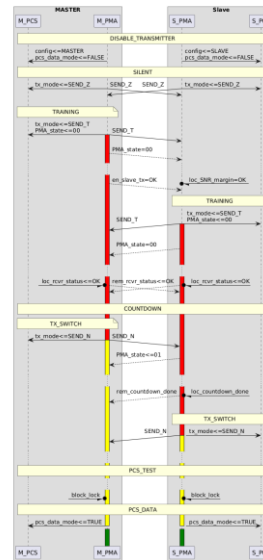 MASTER Slave
M_PCS M_PMA S_PMA S_P
DISABLE_TRANSMITTER
config<=MASTER config<=SLAVE
pcs_data_mode<=FALSE pcs_data_mode<=FALSE
SILENT
tx_mode<=SEND_Z SEND_Z SEND_Z tx_mode<=SEND_Z
TRAINING
tx_mode<=SEND_T
PMA_state<=00 SEND_T
PMA_state=00
en_slave_tx=OK loc_SNR_margin=OK
TRAINING
SEND_T tx_mode<=SEND_T
PMA_state<=00
PMA_state=00
loc_rcvr_status<=OK rem_rcvr_status<=OK loc_rcvr_status<=OK
COUNTDOWN
TX_SWITCH
tx_mode<=SEND_N SEND_N
PMA_state<=01
rem_countdown_done loc_countdown_done
TX_SWITCH
SEND_N tx_mode<=SEND_N
PCS_TEST
block_lock block_lock
PCS_DATA
pcs_data_mode<=TRUE pcs_data_mode<=TRUE
M_PCS M_PMA S_PMA S_P